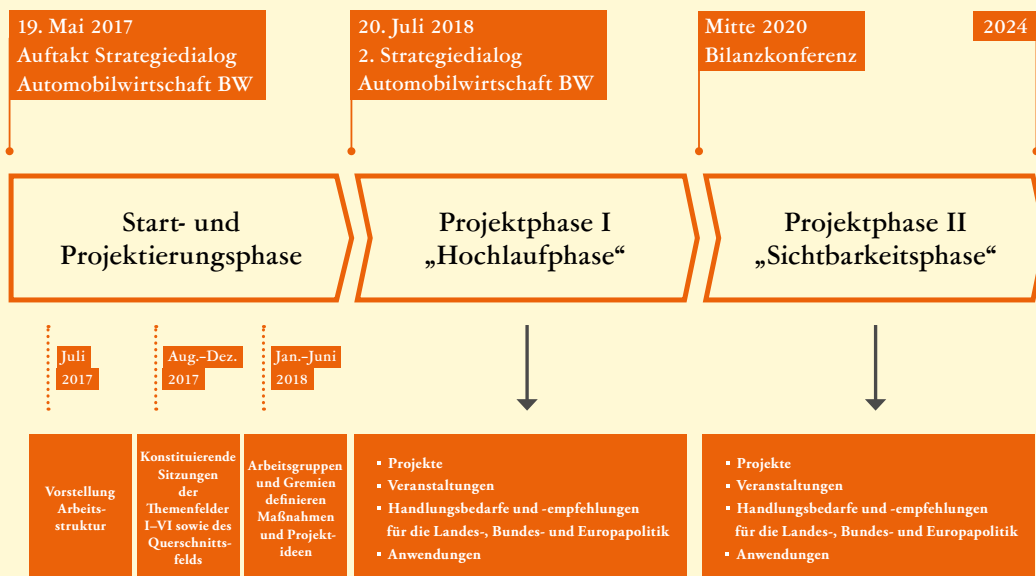 19. Mai 2017
Auftakt Strategiedialog
Automobilwirtschaft BW
20. Juli 2018
2. Strategiedialog
Automobilwirtschaft BW
Mitte 2020
Bilanzkonferenz
2024
Start- und
Projektierungsphase
Projektphase I
„Hochlaufphase“
Projektphase II
„Sichtbarkeitsphase“
Juli
2017
Aug.–Dez.
2017
Jan.–Juni
2018
Vorstellung
Arbeits-
struktur
Konstituierende
Sitzungen
der
Themenfelder
I–VI sowie des
Querschnitts-
felds
Arbeitsgruppen
und Gremien
definieren
Maßnahmen
und Projekt-
ideen
▪ Projekte
▪ Veranstaltungen
▪ Handlungsbedarfe und -empfehlungen
für die Landes-, Bundes- und Europapolitik
▪ Anwendungen
▪ Projekte
▪ Veranstaltungen
▪ Handlungsbedarfe und -empfehlungen
für die Landes-, Bundes- und Europapolitik
▪ Anwendungen